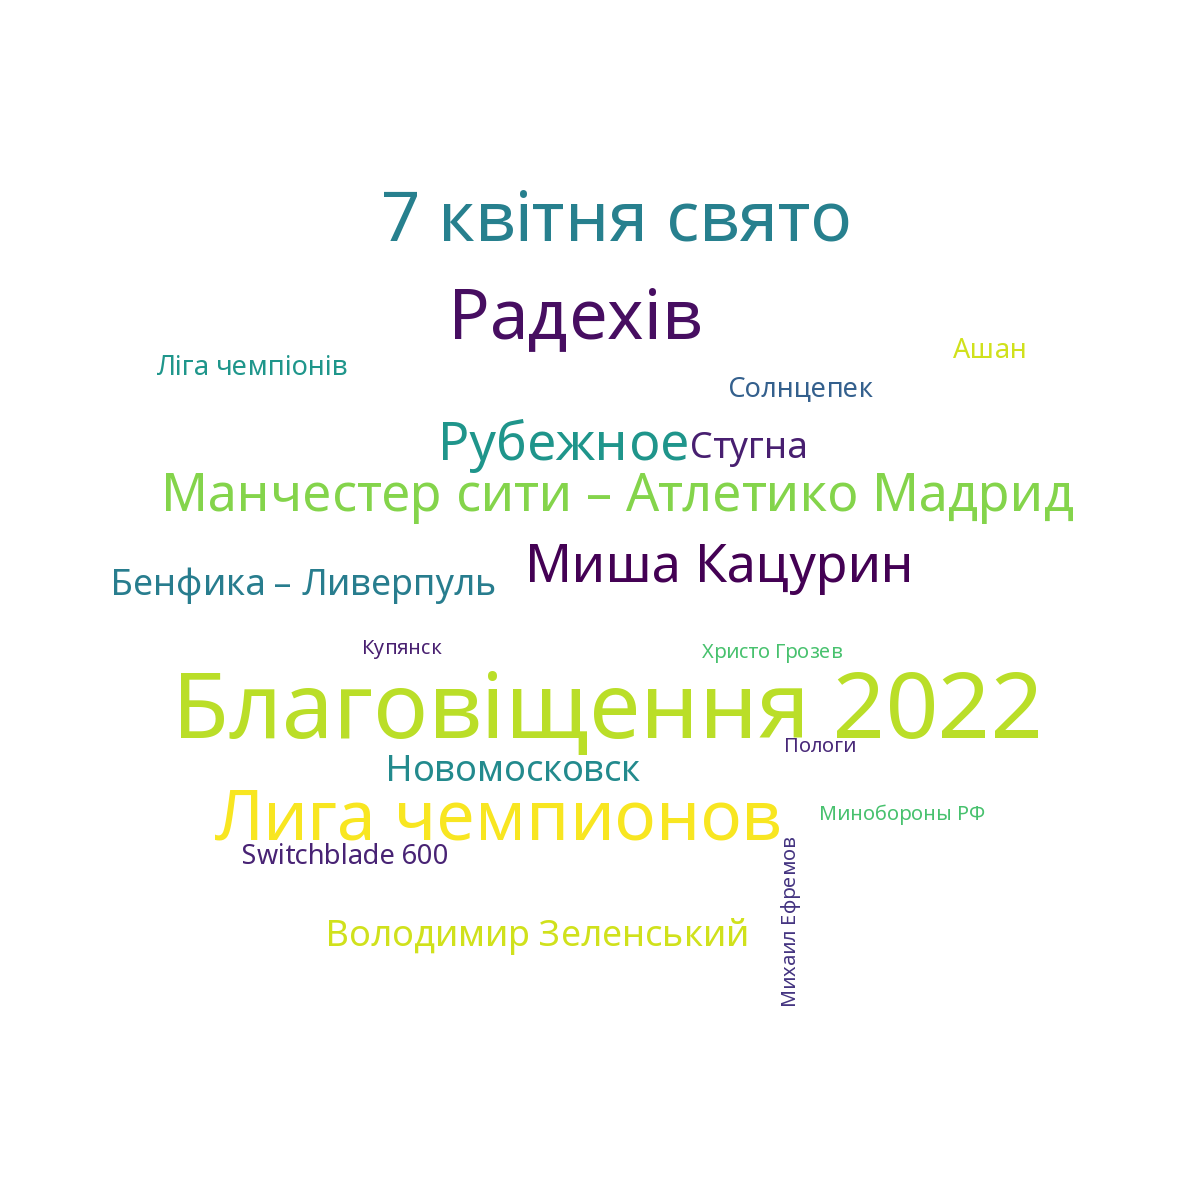 7 квітня свято
Радехів
Ашан
Ліга чемпіонів
Солнцепек
Рубежное
Стугна
Манчестер сити – Атлетико Мадрид
Миша Кацурин
Бенфика – Ливерпуль
Купянск
Христо Грозев
Благовіщення 2022
Пологи
Новомосковск
Лига чемпионов
Минобороны РФ
Switchblade 600
Михаил Ефремов
Володимир Зеленський